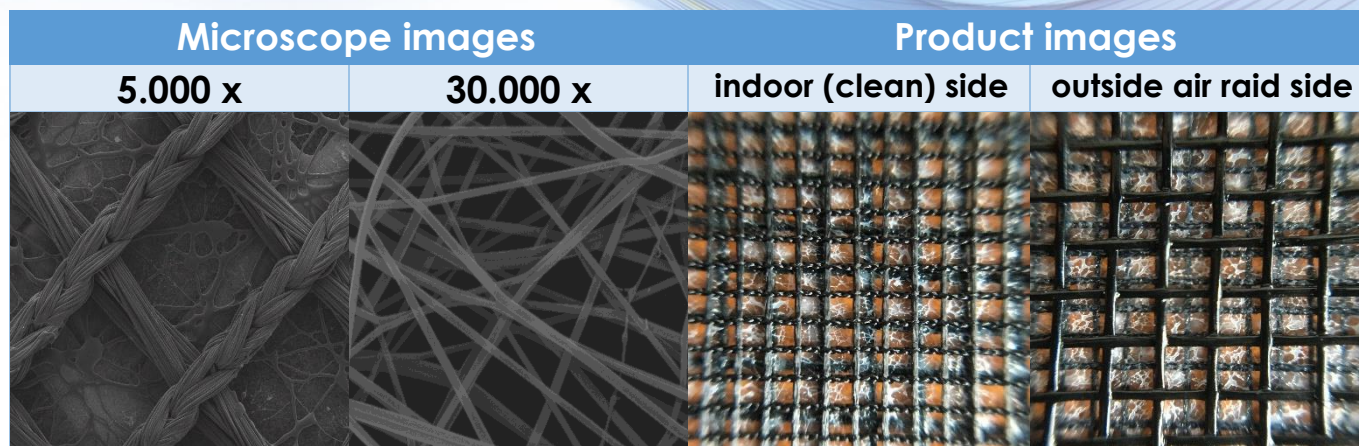 Microscope images
Product images
5.000 x
30.000 x
indoor (clean) side
outside air raid side